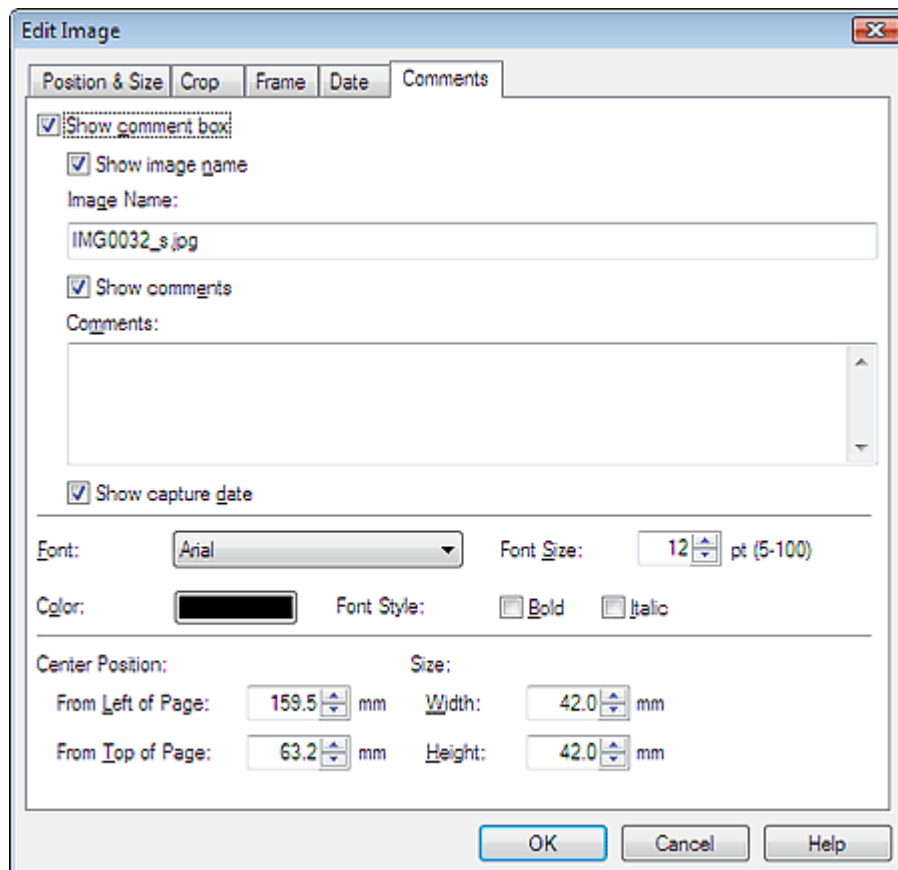 Edit Image
Position & Size Crop Frame Date Comments
Show comment box
Show image name
Image Name:
IMG0032_s.jpg
Show comments
Comments:
Show capture date
Font: Arial Font Size: 12 pt (5-100)
Color: Font Style: Bold Italic
Center Position: Size:
From Left of Page: 159.5 mm Width: 42.0 mm
From Top of Page: 63.2 mm Height: 42.0 mm
OK Cancel Help